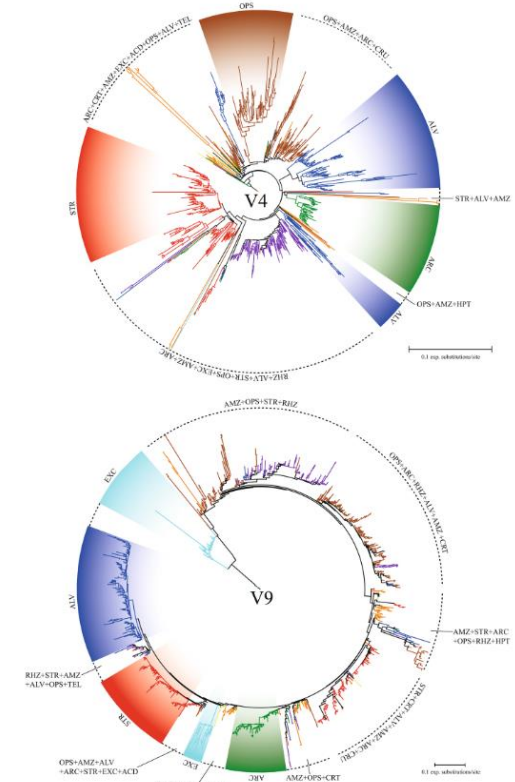 OPS
OPS+AMZ+ARC+CRU
ARC+CRT+AMZ+EXC+ACD+OPS+ALV+TEL
ALV
STR
V4
STR+ALV+AMZ
ARC
OPS+AMZ+HPT
ALV
RHZ+ALV+STR+OPS+EXC+AMZ+ARC
0.1 exp. substitutions/site
AMZ+OPS+STR+RHZ
EXC
OPS+ARC+RHZ+ALV+AMZ+CRT
V9
ALV
AMZ+STR+ARC
+OPS+RHZ+HPT
RHZ+STR+AMZ
+ALV+OPS+TEL
STR
STR+CRT+ALV+AMZ+ARC+CRU
OPS+AMZ+ALV
+ARC+STR+EXC+ACD
EXC
ARC
AMZ+OPS+CRT
0.1 exp. substitutions/site